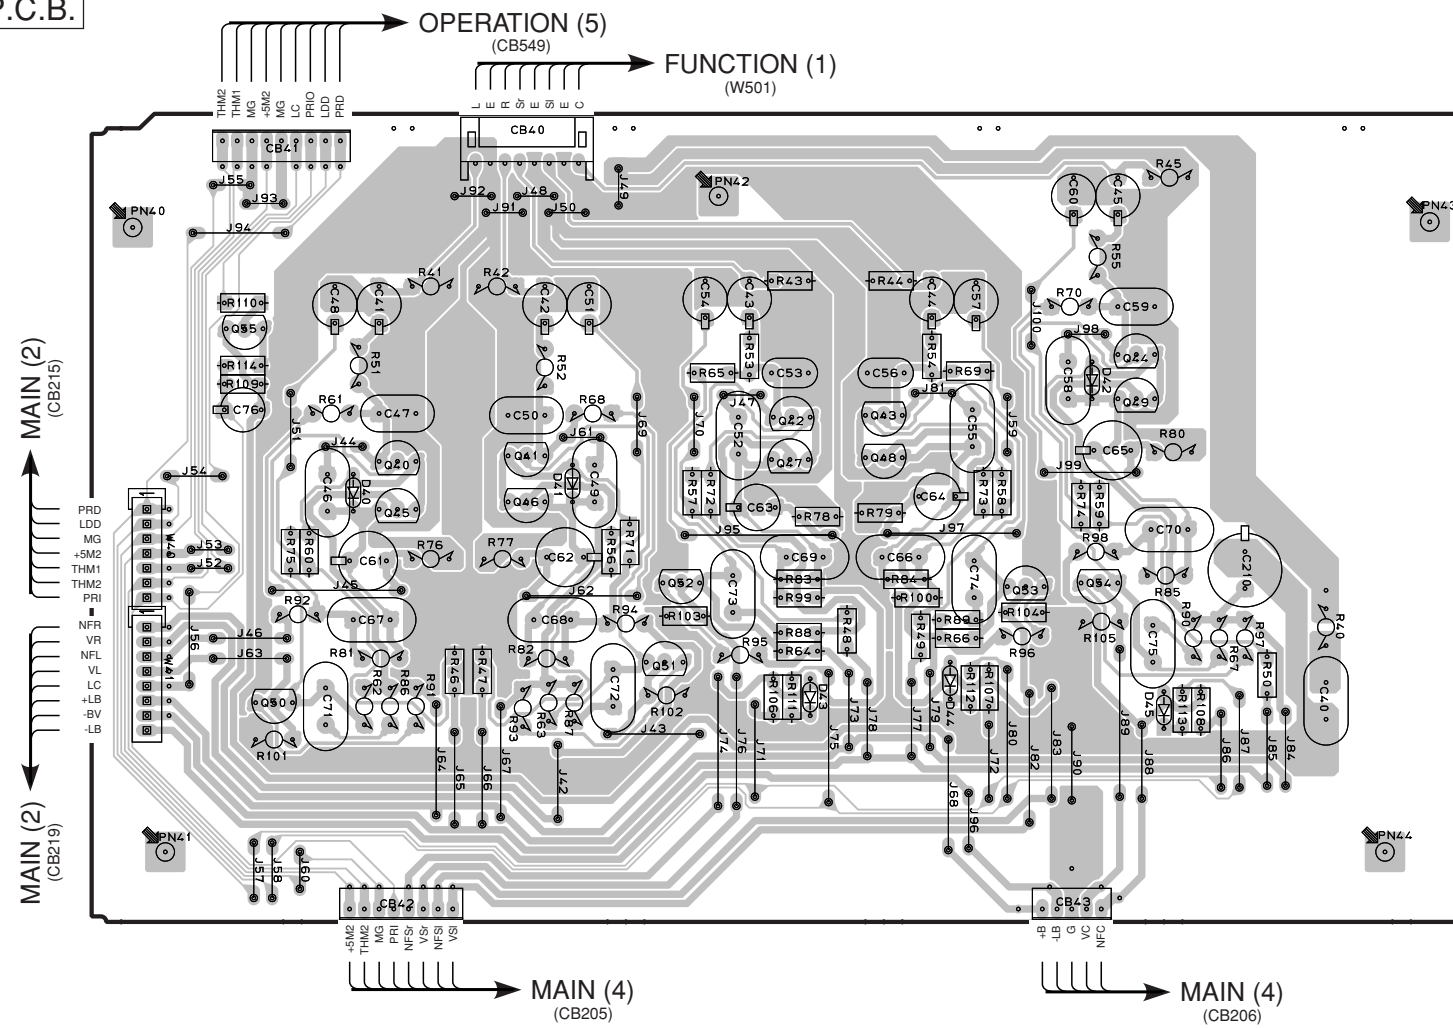 P.C.B.
OPERATION (5)
(CB549)
FUNCTION (1)
(W501)
THM2
THM1
MG
+5M2
MG
LC
PRIO
LDD
PRD
L
E
R
Sr
E
Sl
E
C
CB41
CB40
J55
J93
J94
J92
J48
J91
J50
J49
PN40
PN42
PN43
R45
C60
C45
R55
R41
R42
R43
R44
R70
C59
R110
Q55
R114
R109
C76
C48
C41
C42
C51
C54
C43
C44
C57
J100
J98
R51
R52
R53
R54
R65
C53
C56
R69
C58
D42
Q44
Q49
R61
C47
C50
R68
J47
J81
J51
J44
J61
J69
J70
C52
Q42
Q43
C55
J59
C65
R80
J99
Q40
Q41
Q47
Q48
J54
C46
D40
Q45
D41
Q46
C49
R57
R72
C63
R78
R79
C64
R73
R58
R74
R59
C70
MAIN (2)
(CB215)
PRD
LDD
MG
+5M2
THM1
THM2
PRI
W40
J53
J52
R75
R60
C61
R76
R77
C62
R56
R71
J95
J97
R98
C210
J45
J62
Q52
C73
C69
R83
R99
C66
R84
R100
C74
Q53
R104
Q54
R85
NFR
VR
NFL
VL
LC
+LB
-BV
-LB
W41
J56
J46
J63
R92
C67
C68
R94
R103
R88
R64
R48
R49
R89
R66
R96
R105
C75
R90
R67
R97
R40
R81
R82
R95
Q51
R102
C72
R50
C40
Q50
R101
C71
R62
R86
R91
R46
R47
R93
R63
R87
J43
R106
R111
D43
D44
R112
R107
D45
R113
R108
J64
J65
J66
J67
J42
J74
J76
J71
J75
J73
J78
J77
J79
J68
J96
J72
J80
J82
J83
J90
J89
J88
J86
J87
J85
J84
MAIN (2)
(CB219)
PN41
PN44
J57
J58
J60
CB42
CB43
+5M2
THM2
MG
PRI
NFSr
VSr
NFSl
VSl
+B
-LB
G
VC
NFC
MAIN (4)
(CB205)
MAIN (4)
(CB206)